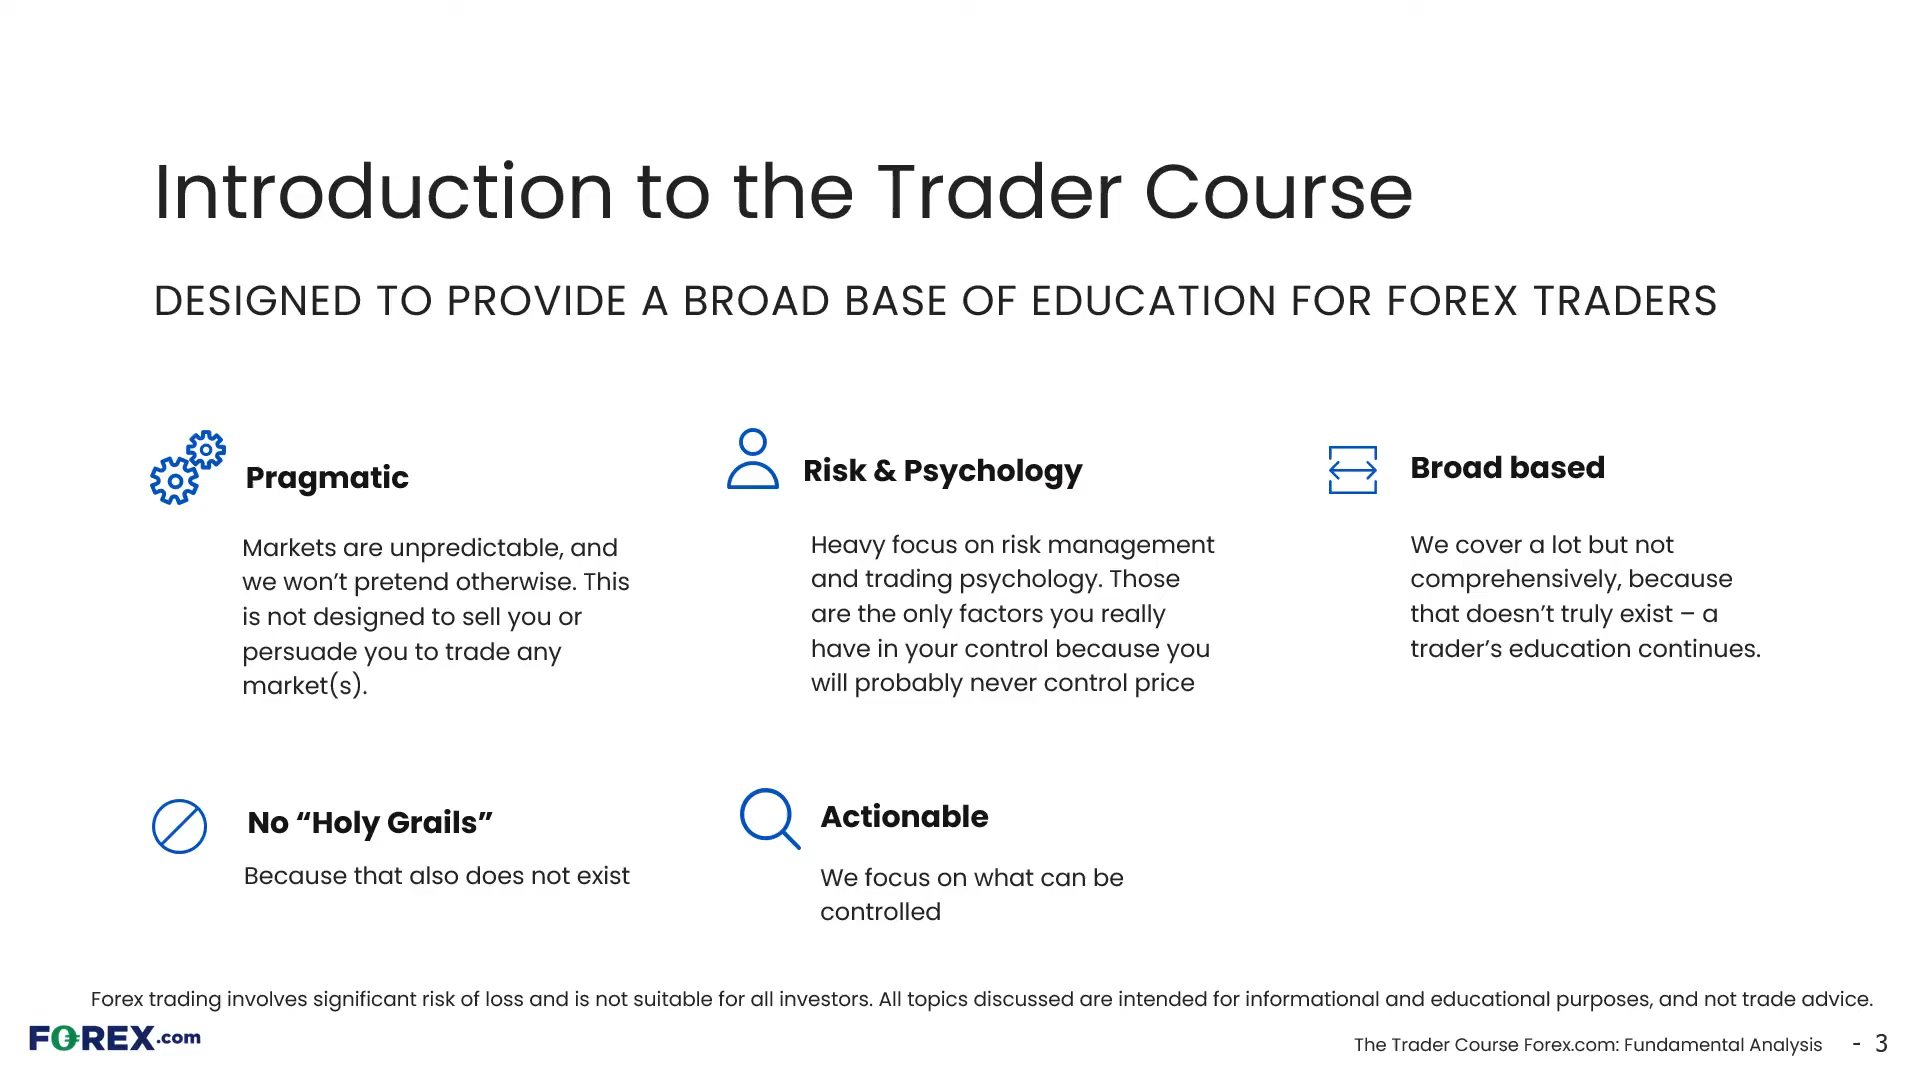 Introduction to the Trader Course
DESIGNED TO PROVIDE A BROAD BASE OF EDUCATION FOR FOREX TRADERS
Pragmatic
Markets are unpredictable, and
we won’t pretend otherwise. This
is not designed to sell you or
persuade you to trade any
market(s).
Risk & Psychology
Heavy focus on risk management
and trading psychology. Those
are the only factors you really
have in your control because you
will probably never control price
Broad based
We cover a lot but not
comprehensively, because
that doesn’t truly exist – a
trader’s education continues.
No “Holy Grails”
Because that also does not exist
Actionable
We focus on what can be
controlled
Forex trading involves significant risk of loss and is not suitable for all investors. All topics discussed are intended for informational and educational purposes, and not trade advice.
FOREX.com
The Trader Course Forex.com: Fundamental Analysis - 3